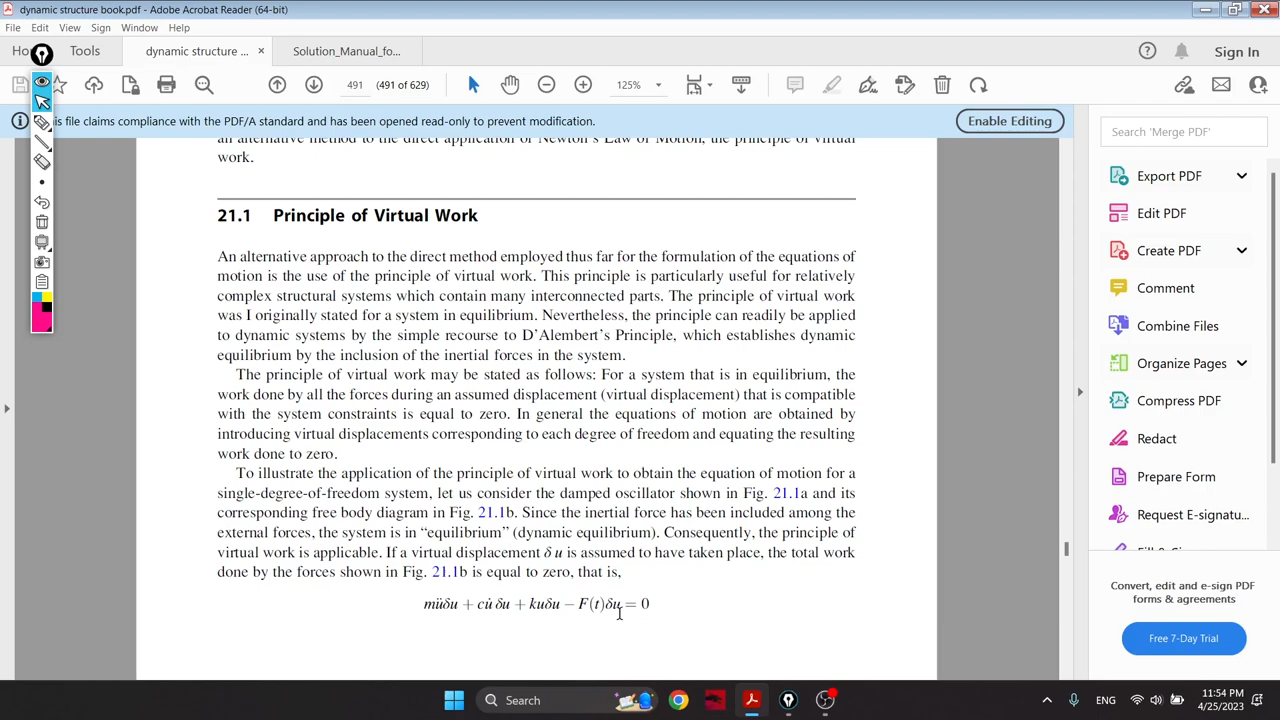 dynamic structure book.pdf - Adobe Acrobat Reader (64-bit)
File Edit View Sign Window Help
Ho Tools dynamic structure ... × Solution_Manual_fo... Sign In
491 (491 of 629) 125%
is file claims compliance with the PDF/A standard and has been opened read-only to prevent modification. Enable Editing
an alternative method to the direct application of Newton's Law of Motion, the principle of virtual
work.
21.1 Principle of Virtual Work
An alternative approach to the direct method employed thus far for the formulation of the equations of
motion is the use of the principle of virtual work. This principle is particularly useful for relatively
complex structural systems which contain many interconnected parts. The principle of virtual work
was I originally stated for a system in equilibrium. Nevertheless, the principle can readily be applied
to dynamic systems by the simple recourse to D'Alembert's Principle, which establishes dynamic
equilibrium by the inclusion of the inertial forces in the system.
The principle of virtual work may be stated as follows: For a system that is in equilibrium, the
work done by all the forces during an assumed displacement (virtual displacement) that is compatible
with the system constraints is equal to zero. In general the equations of motion are obtained by
introducing virtual displacements corresponding to each degree of freedom and equating the resulting
work done to zero.
To illustrate the application of the principle of virtual work to obtain the equation of motion for a
single-degree-of-freedom system, let us consider the damped oscillator shown in Fig. 21.1a and its
corresponding free body diagram in Fig. 21.1b. Since the inertial force has been included among the
external forces, the system is in “equilibrium” (dynamic equilibrium). Consequently, the principle of
virtual work is applicable. If a virtual displacement δ u is assumed to have taken place, the total work
done by the forces shown in Fig. 21.1b is equal to zero, that is,
müδu + cu̇ δu + kuδu − F(t)δu = 0
Search 'Merge PDF'
Export PDF
Edit PDF
Create PDF
Comment
Combine Files
Organize Pages
Compress PDF
Redact
Prepare Form
Request E-signatu...
Convert, edit and e-sign PDF
forms & agreements
Free 7-Day Trial
Search
ENG
11:54 PM
4/25/2023